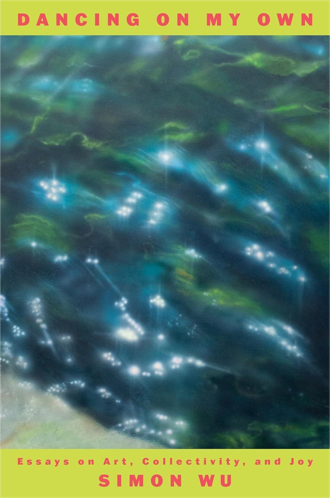 DANCING ON MY OWN
Essays on Art, Collectivity, and Joy
SIMON WU